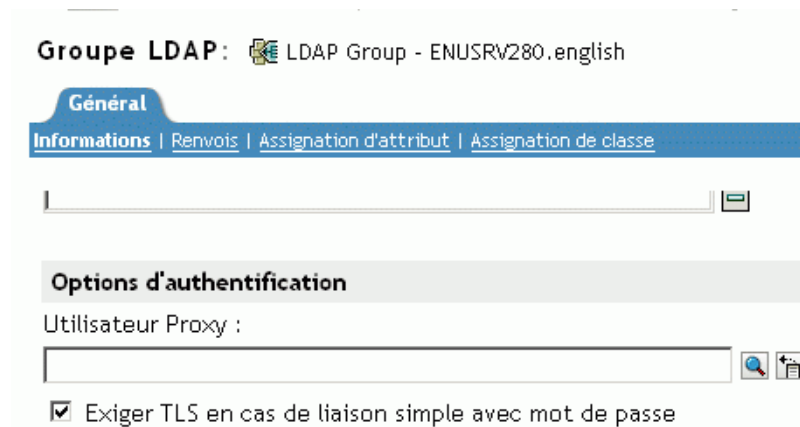 Groupe LDAP: LDAP Group - ENUSRV280.english
Général
Informations | Renvois | Assignation d'attribut | Assignation de classe
Options d'authentification
Utilisateur Proxy :
Exiger TLS en cas de liaison simple avec mot de passe